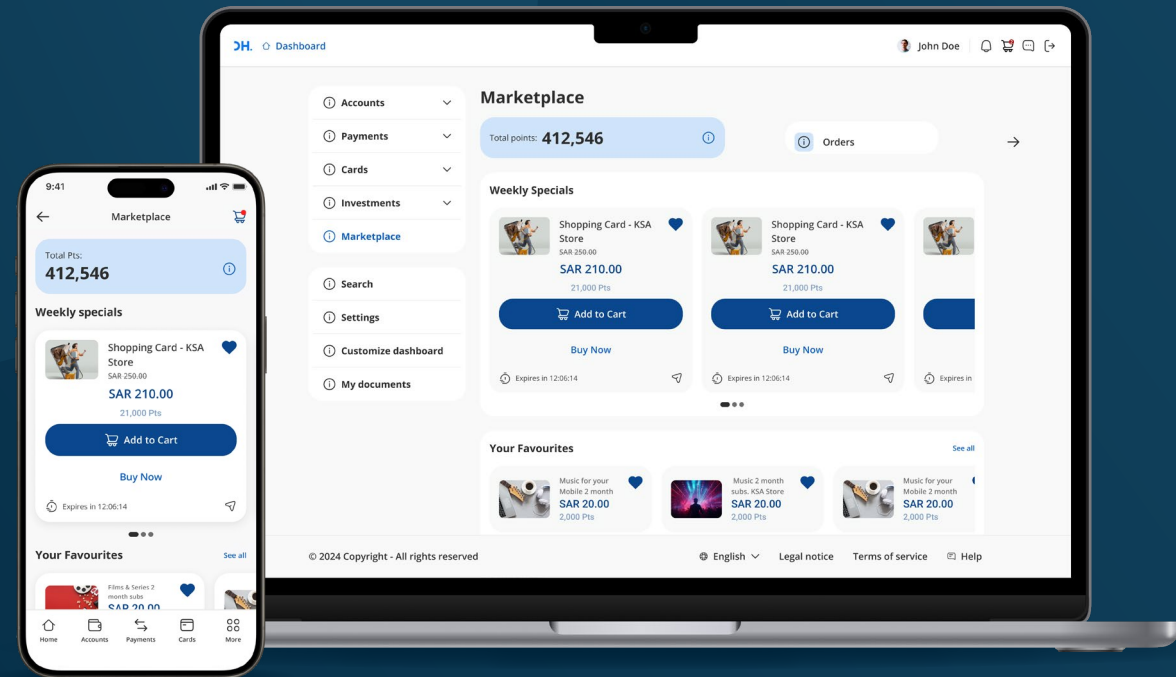 9:41
Marketplace
Total Pts:
412,546
Weekly specials
Shopping Card - KSA
Store
SAR 250.00
SAR 210.00
21,000 Pts
Add to Cart
Buy Now
Expires in 12:06:14
Your Favourites
See all
Films & Series 2
month subs
SAR 20.00
Home
Accounts
Payments
Cards
More
DH.
Dashboard
John Doe
Accounts
Payments
Cards
Investments
Marketplace
Search
Settings
Customize dashboard
My documents
Marketplace
Total points: 412,546
Orders
Weekly Specials
Shopping Card - KSA
Store
SAR 250.00
SAR 210.00
21,000 Pts
Add to Cart
Buy Now
Expires in 12:06:14
Shopping Card - KSA
Store
SAR 250.00
SAR 210.00
21,000 Pts
Add to Cart
Buy Now
Expires in 12:06:14
Expires in
Your Favourites
See all
Music for your
Mobile 2 month
SAR 20.00
2,000 Pts
Music 2 month
subs. KSA Store
SAR 20.00
2,000 Pts
Music for your
Mobile 2 month
SAR 20.00
2,000 Pts
© 2024 Copyright - All rights reserved
English
Legal notice
Terms of service
Help